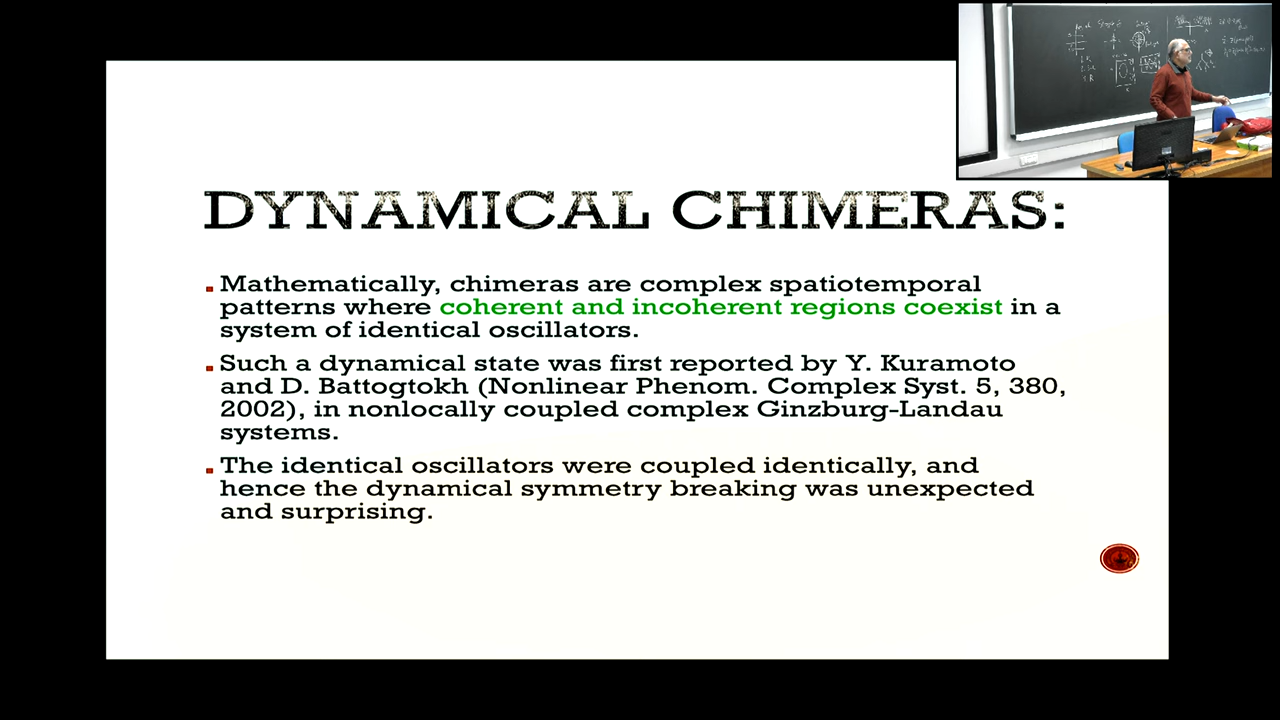 DYNAMICAL CHIMERAS:
Mathematically, chimeras are complex spatiotemporal
patterns where coherent and incoherent regions coexist in a
system of identical oscillators.
Such a dynamical state was first reported by Y. Kuramoto
and D. Battogtokh (Nonlinear Phenom. Complex Syst. 5, 380,
2002), in nonlocally coupled complex Ginzburg-Landau
systems.
The identical oscillators were coupled identically, and
hence the dynamical symmetry breaking was unexpected
and surprising.